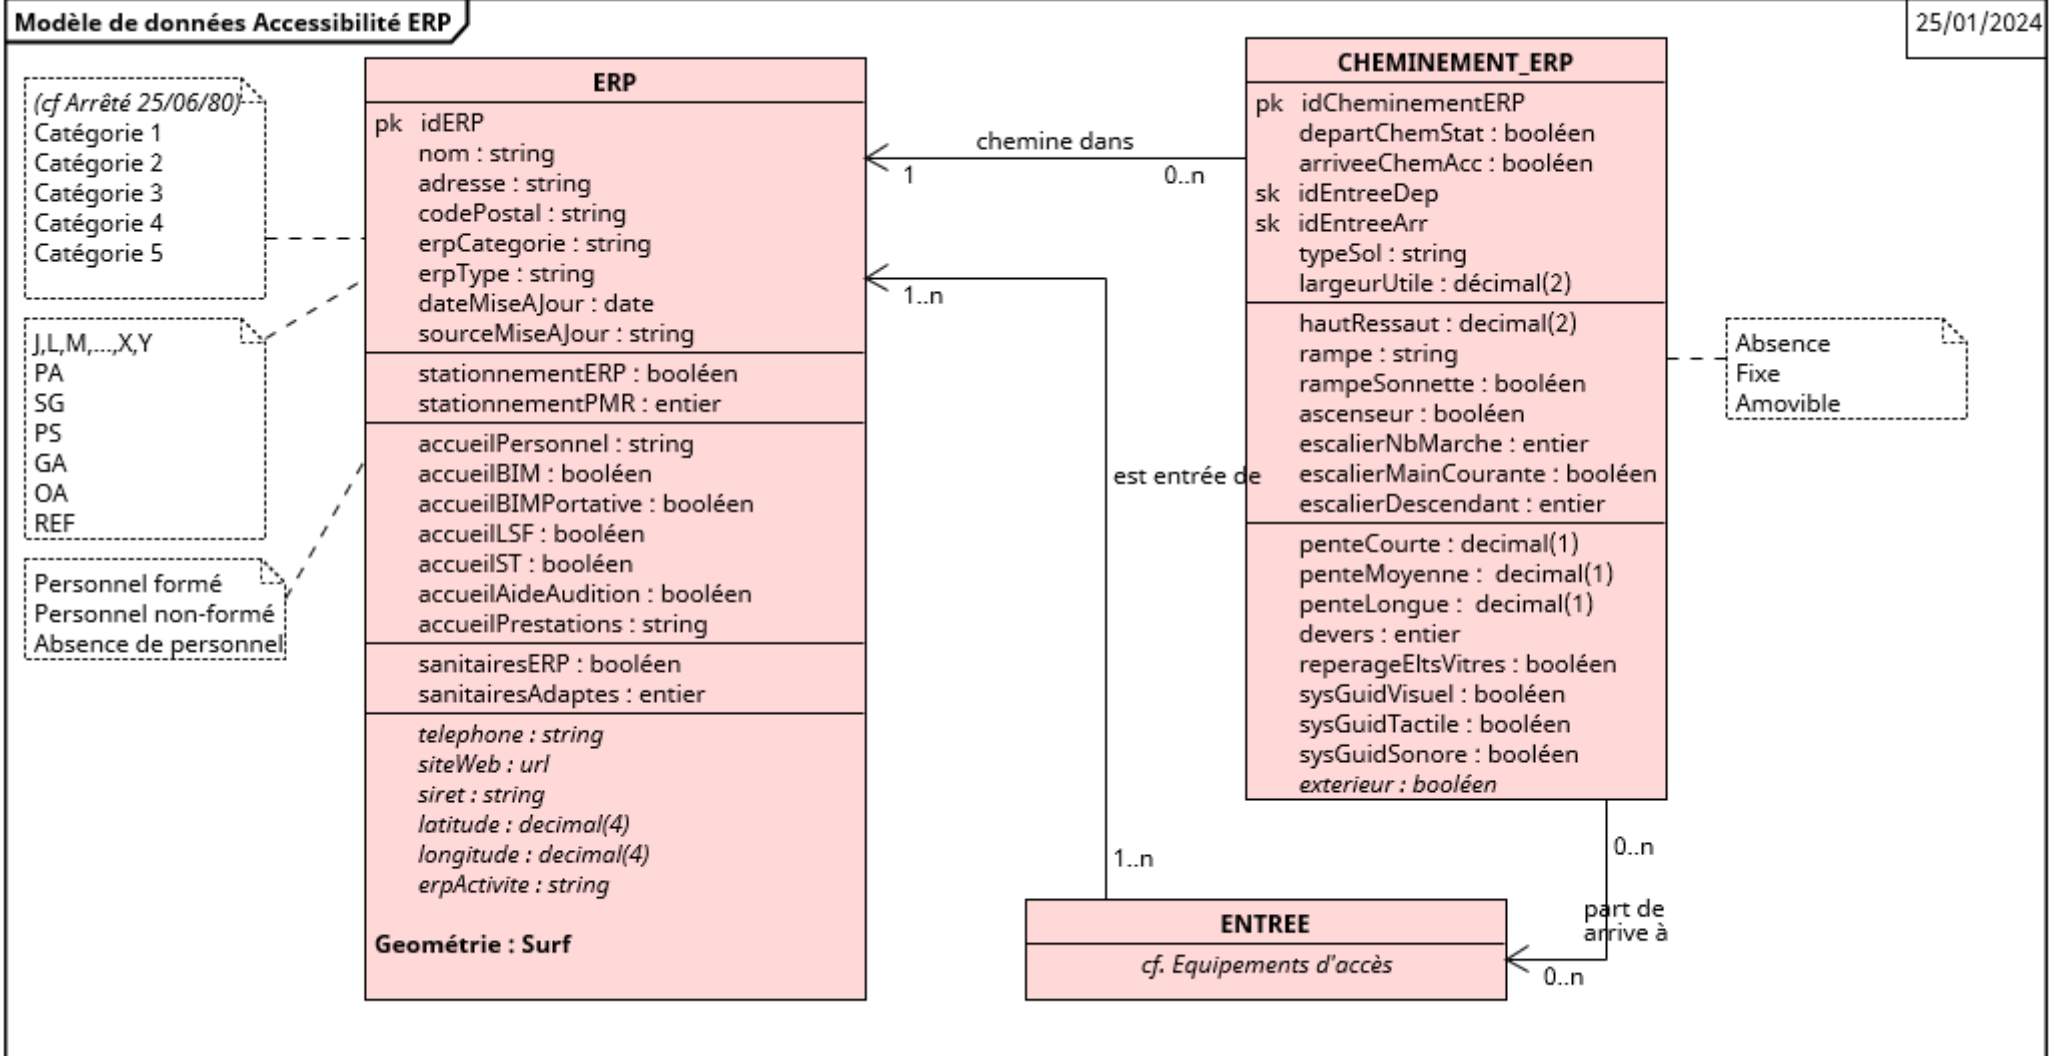 Modèle de données Accessibilité ERP
25/01/2024
(cf Arrêté 25/06/80)
Catégorie 1
Catégorie 2
Catégorie 3
Catégorie 4
Catégorie 5
J,L,M,...,X,Y
PA
SG
PS
GA
OA
REF
Personnel formé
Personnel non-formé
Absence de personnel
ERP
pk idERP
nom : string
adresse : string
codePostal : string
erpCategorie : string
erpType : string
dateMiseAJour : date
sourceMiseAJour : string
stationnementERP : booléen
stationnementPMR : entier
accueilPersonnel : string
accueilBIM : booléen
accueilBIMPortative : booléen
accueilLSF : booléen
accueilST : booléen
accueilAideAudition : booléen
accueilPrestations : string
sanitairesERP : booléen
sanitairesAdaptes : entier
telephone : string
siteWeb : url
siret : string
latitude : decimal(4)
longitude : decimal(4)
erpActivite : string
Geométrie : Surf
chemine dans
1
0..n
1..n
est entrée de
1..n
CHEMINEMENT_ERP
pk idCheminementERP
departChemStat : booléen
arriveeChemAcc : booléen
sk idEntreeDep
sk idEntreeArr
typeSol : string
largeurUtile : décimal(2)
hautRessaut : decimal(2)
rampe : string
rampeSonnette : booléen
ascenseur : booléen
escalierNbMarche : entier
escalierMainCourante : booléen
escalierDescendant : entier
penteCourte : decimal(1)
penteMoyenne : decimal(1)
penteLongue : decimal(1)
devers : entier
reperageEltsVitres : booléen
sysGuidVisuel : booléen
sysGuidTactile : booléen
sysGuidSonore : booléen
exterieur : booléen
Absence
Fixe
Amovible
0..n
part de
arrive à
0..n
ENTREE
cf. Equipements d'accès